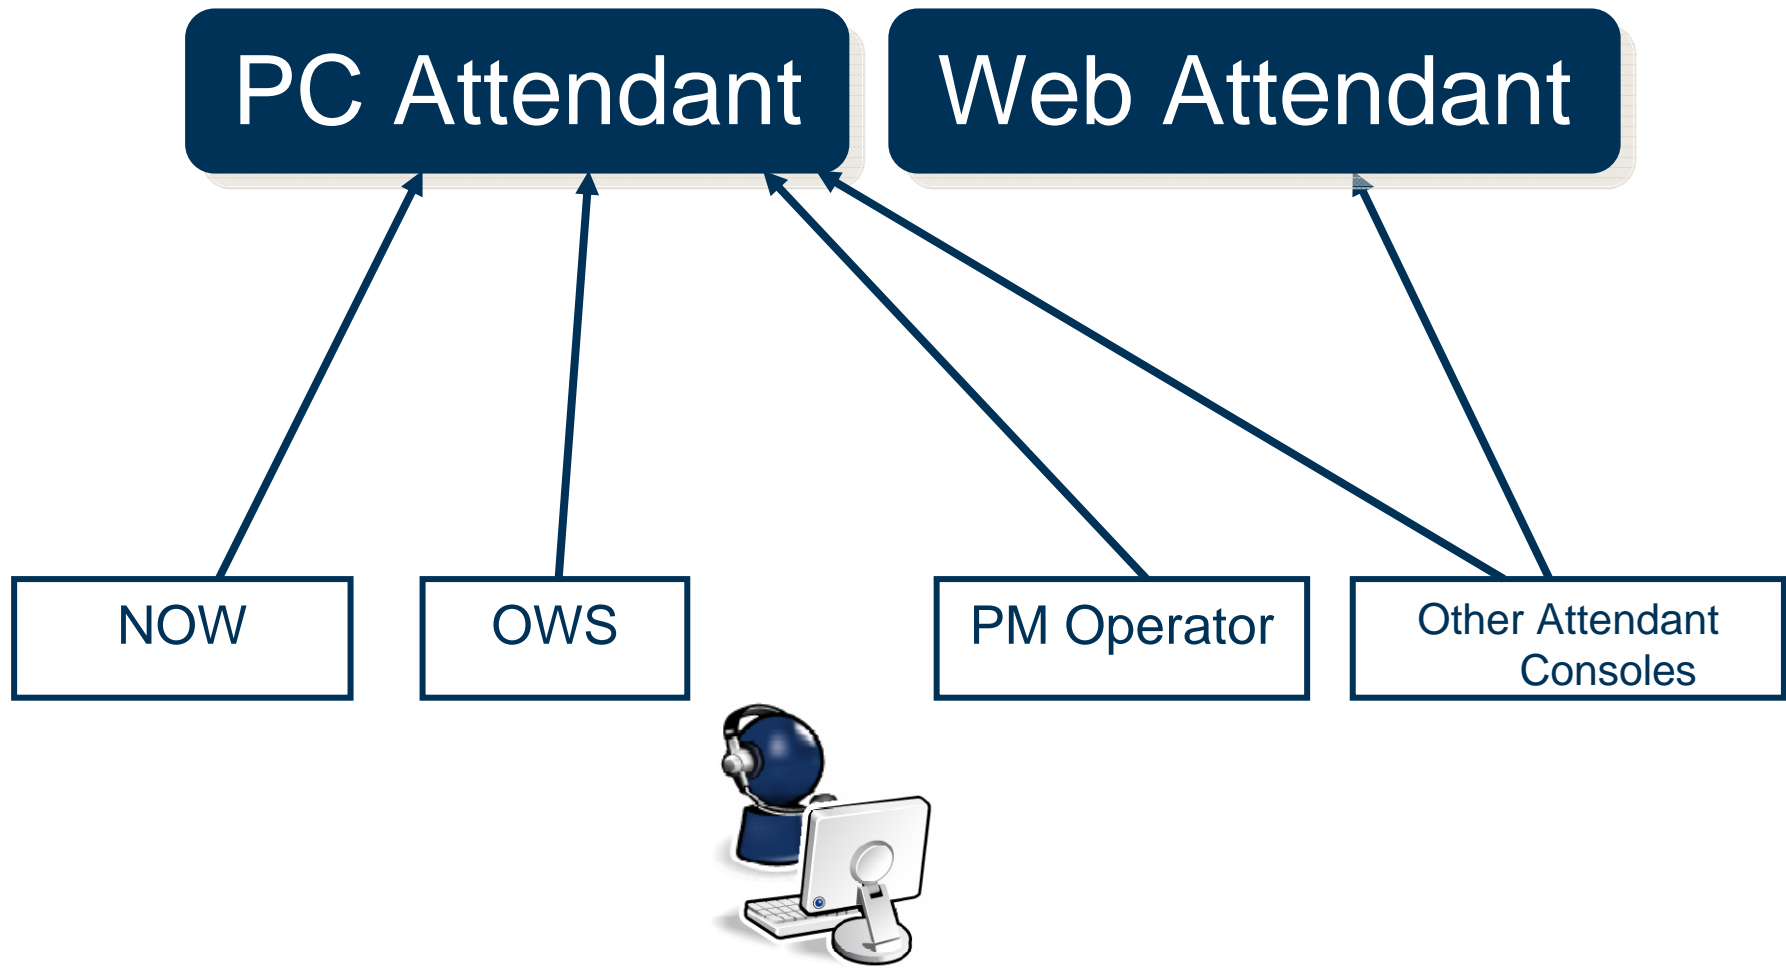 PC Attendant
Web Attendant
NOW
OWS
PM Operator
Other Attendant
Consoles